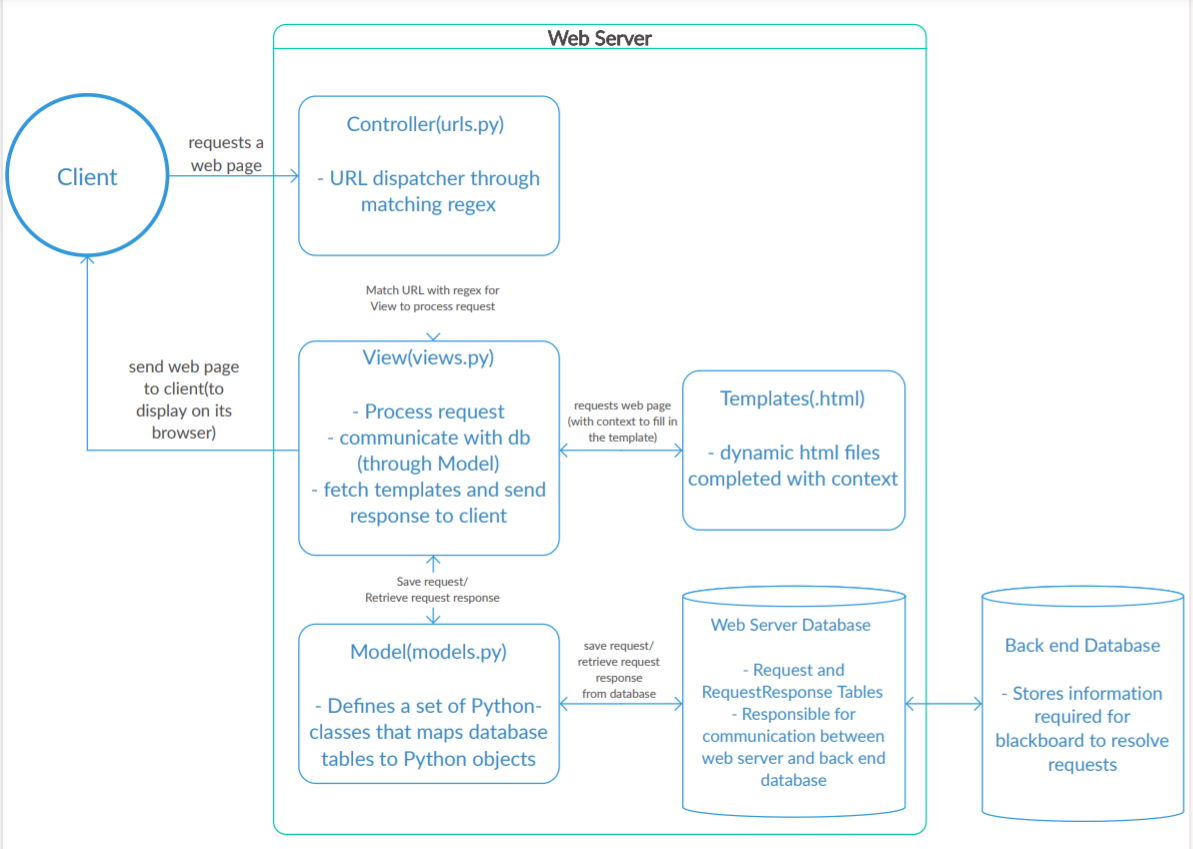 Web Server
Client
requests a
web page
Controller(urls.py)
- URL dispatcher through
matching regex
Match URL with regex for
View to process request
send web page
to client(to
display on its
browser)
View(views.py)
- Process request
- communicate with db
(through Model)
- fetch templates and send
response to client
requests web page
(with context to fill in
the template)
Templates(.html)
- dynamic html files
completed with context
Save request/
Retrieve request response
Model(models.py)
- Defines a set of Python-
classes that maps database
tables to Python objects
save request/
retrieve request
response
from database
Web Server Database
- Request and
RequestResponse Tables
- Responsible for
communication between
web server and back end
database
Back end Database
- Stores information
required for
blackboard to resolve
requests